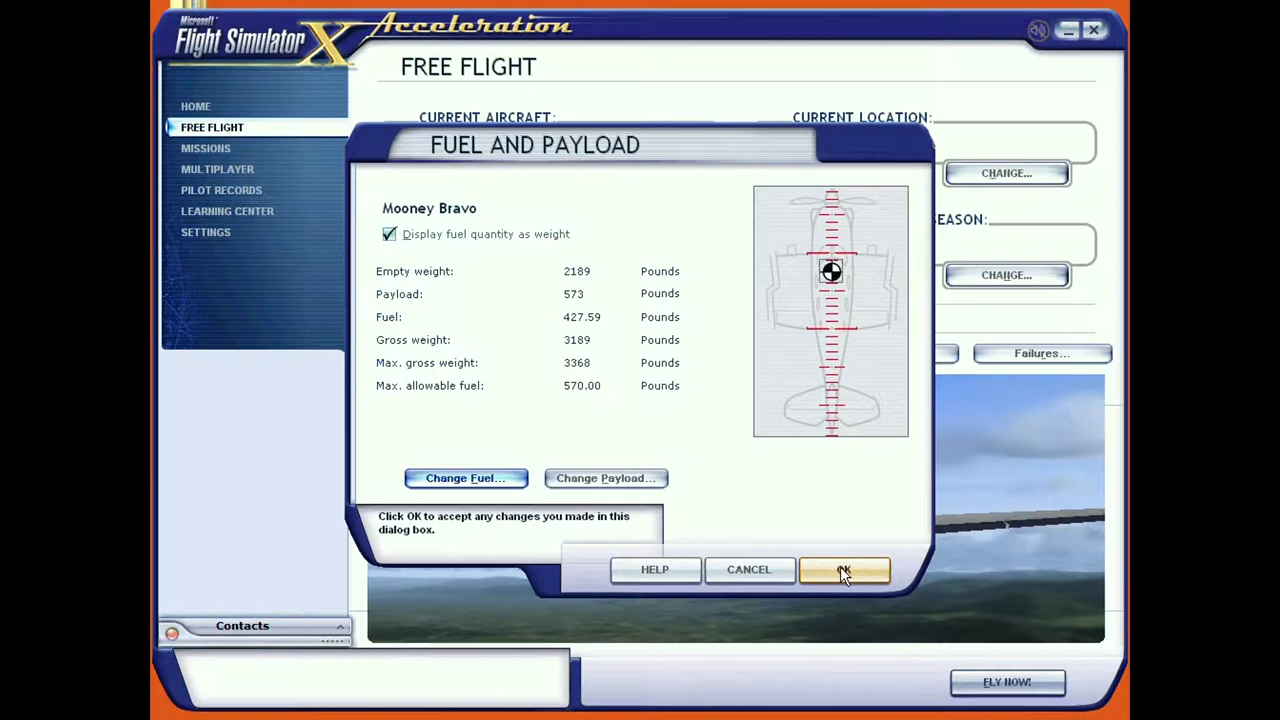 Microsoft
Flight Simulator X Acceleration
FREE FLIGHT
HOME
FREE FLIGHT
MISSIONS
MULTIPLAYER
PILOT RECORDS
LEARNING CENTER
SETTINGS
CURRENT AIRCRAFT:
CURRENT LOCATION:
CHANGE...
EASON:
CHANGE...
Failures...
FUEL AND PAYLOAD
Mooney Bravo
Display fuel quantity as weight
Empty weight: 2189 Pounds
Payload: 573 Pounds
Fuel: 427.59 Pounds
Gross weight: 3189 Pounds
Max. gross weight: 3368 Pounds
Max. allowable fuel: 570.00 Pounds
Change Fuel...
Change Payload...
Click OK to accept any changes you made in this
dialog box.
HELP
CANCEL
OK
Contacts
FLY NOW!